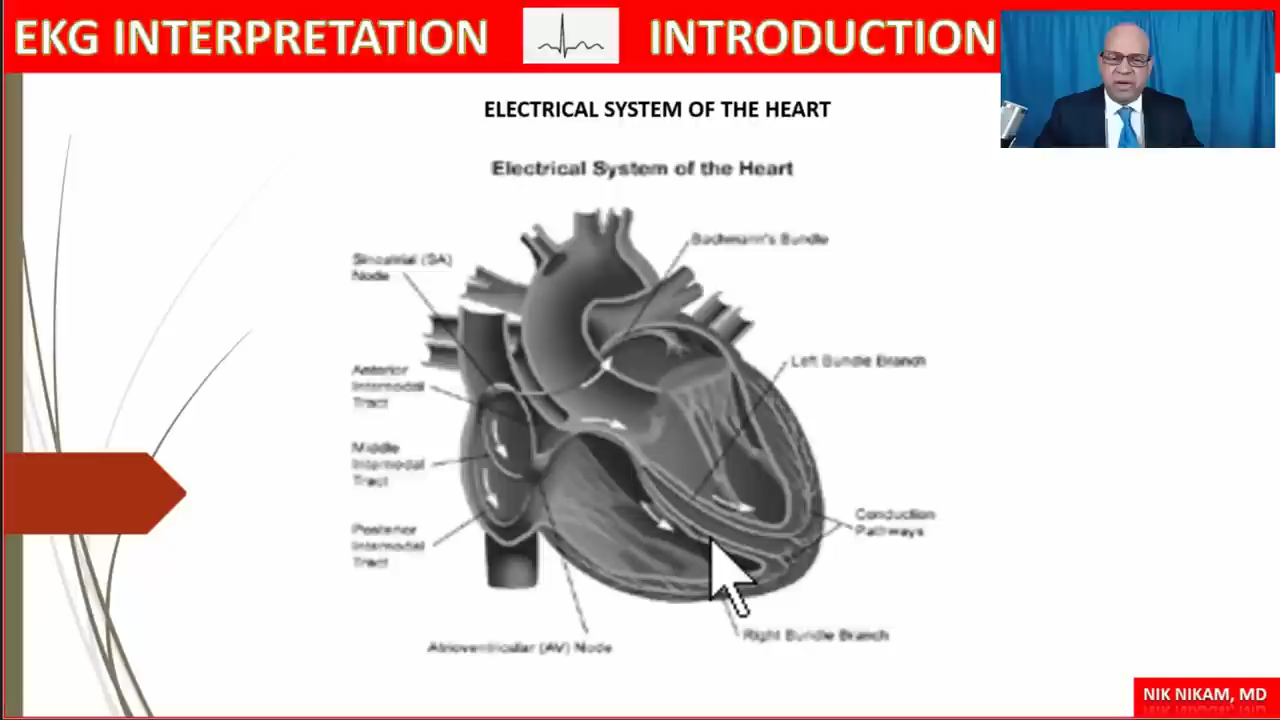 EKG INTERPRETATION
INTRODUCTION
ELECTRICAL SYSTEM OF THE HEART
Electrical System of the Heart
Bachmann's Bundle
Sinoatrial (SA)
Node
Left Bundle Branch
Anterior
Internodal
Tract
Middle
Internodal
Tract
Conduction
Pathways
Posterior
Internodal
Tract
Right Bundle Branch
Atrioventricular (AV) Node
NIK NIKAM, MD